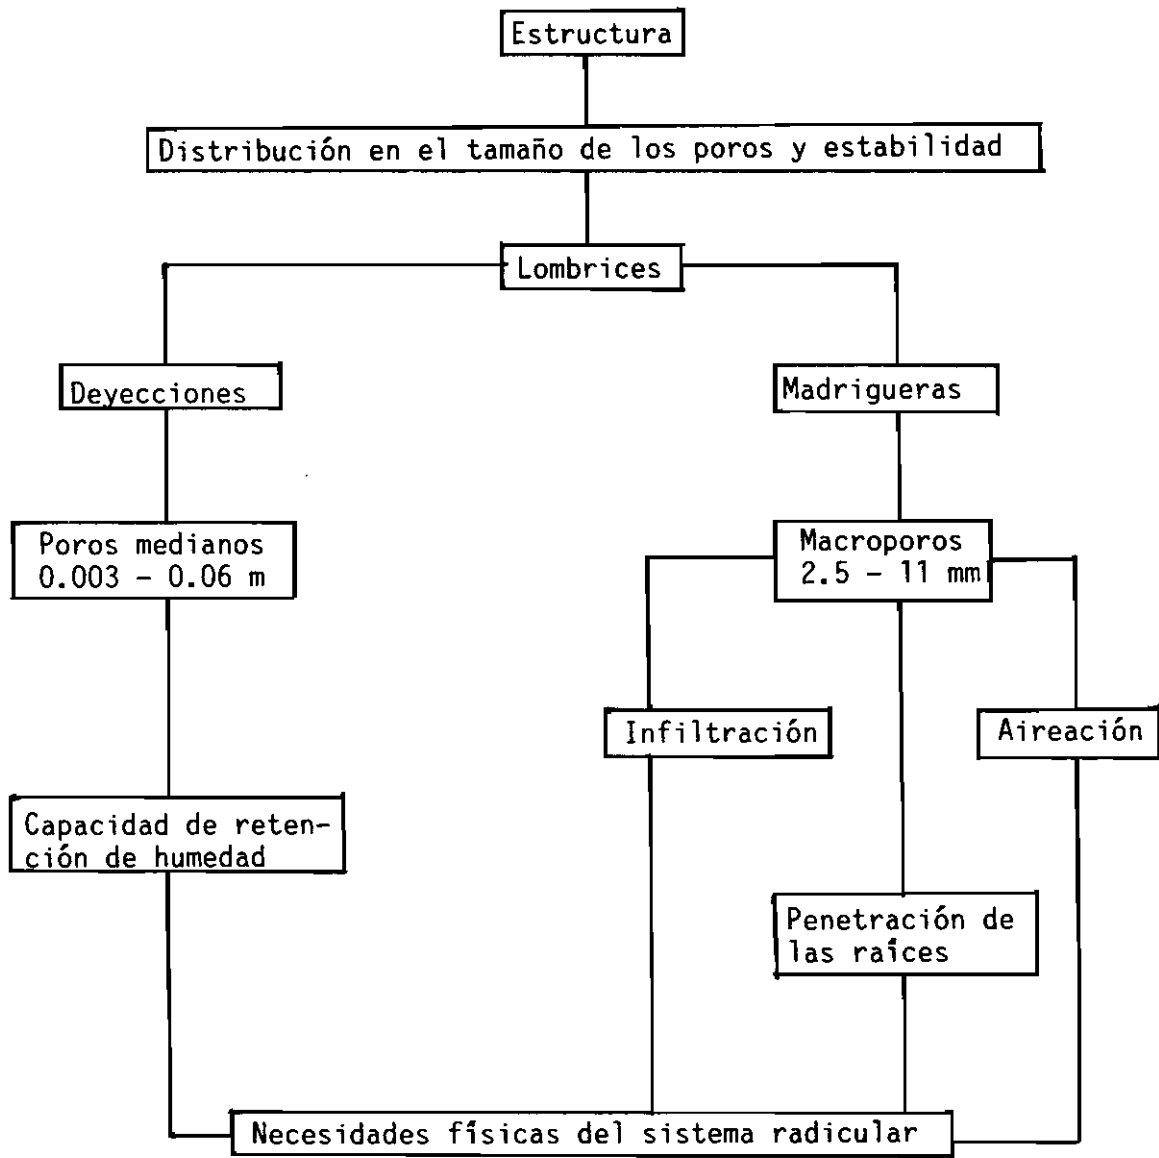 Estructura
Distribución en el tamaño de los poros y estabilidad
Lombrices
Deyecciones
Madrigueras
Poros medianos
0.003 - 0.06 m
Macroporos
2.5 - 11 mm
Infiltración
Aireación
Capacidad de reten-
ción de humedad
Penetración de
las raíces
Necesidades físicas del sistema radicular